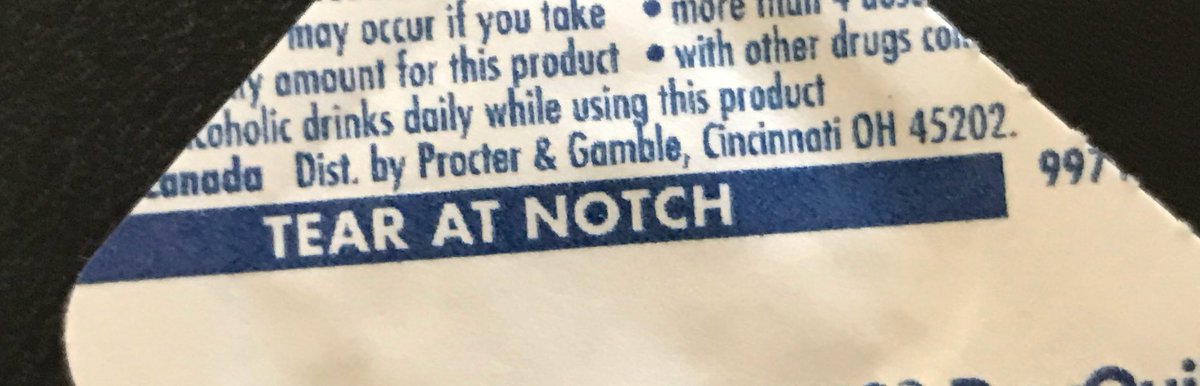 may occur if you take • more than 4
amount for this product • with other drugs
drinks daily while using this product
Dist. by Procter & Gamble, Cincinnati OH 45202.
TEAR AT NOTCH